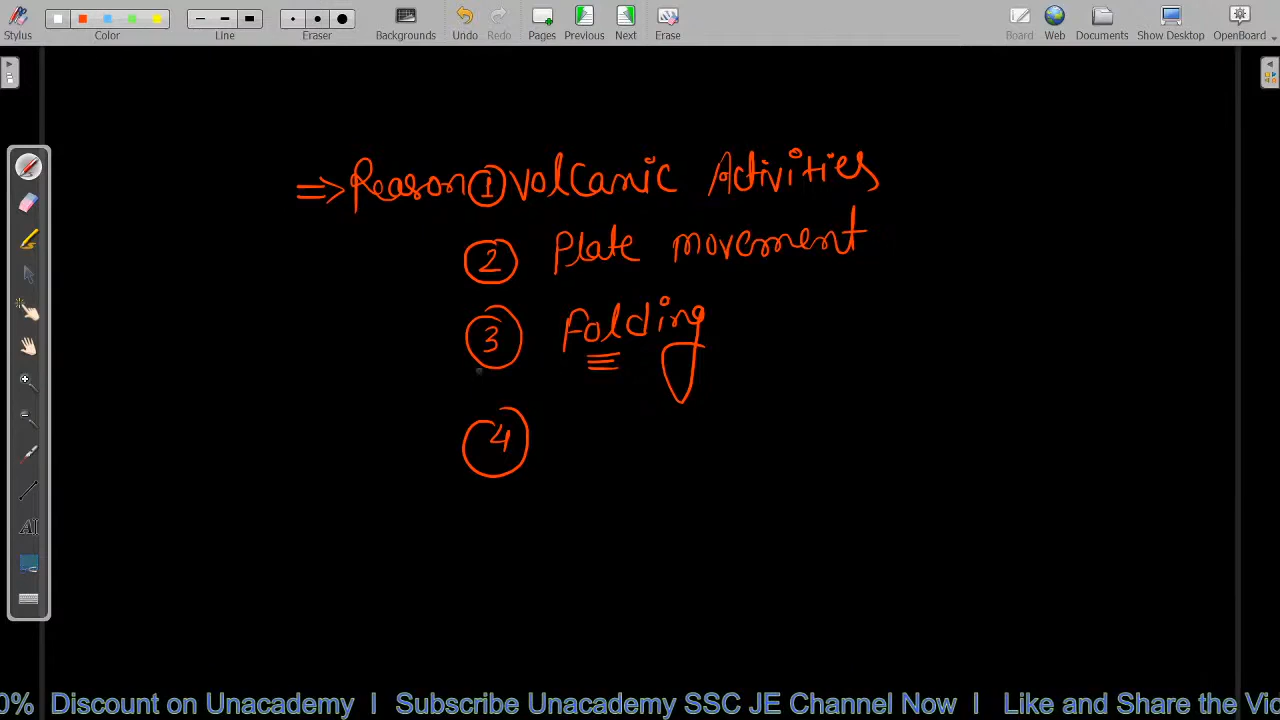 Stylus Color Line Eraser Backgrounds Undo Redo Pages Previous Next Erase Board Web Documents Show Desktop OpenBoard
⇒ Reason ① Volcanic Activities
② Plate movement
③ Folding
④
0% Discount on Unacademy I Subscribe Unacademy SSC JE Channel Now I Like and Share the Vid